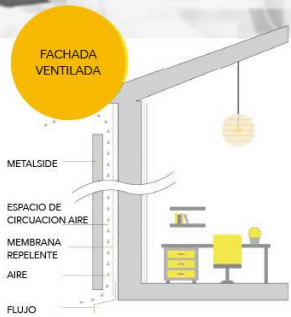 FACHADA
VENTILADA
METALSIDE
ESPACIO DE
CIRCUACION AIRE
MEMBRANA
REPELENTE
AIRE
FLUJO